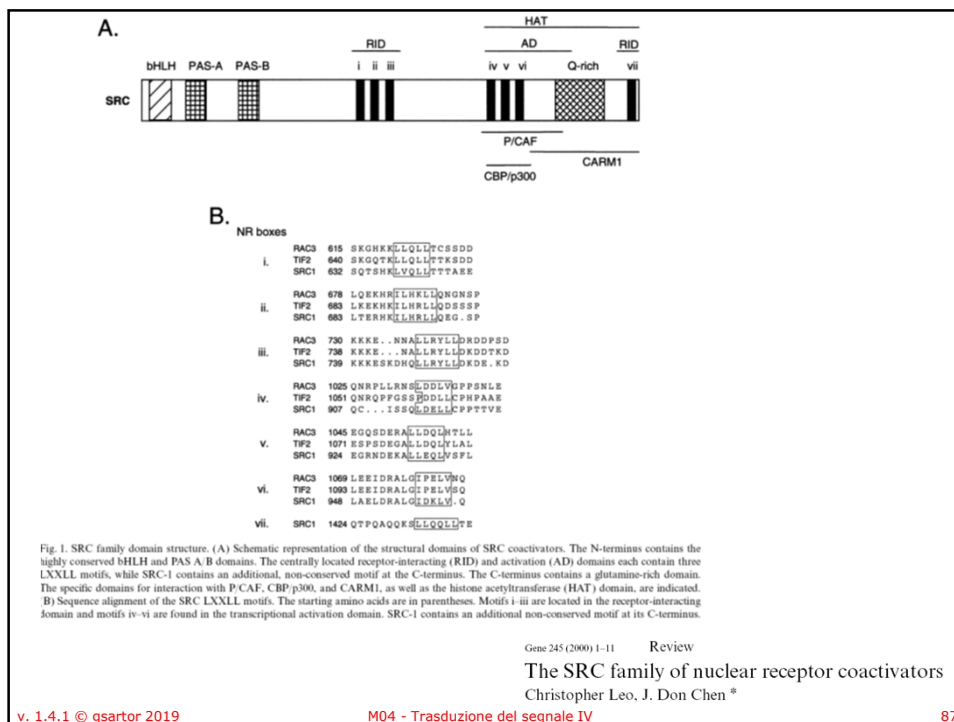 A.
HAT
RID AD RID
i ii iii iv v vi Q-rich vii
bHLH PAS-A PAS-B
SRC
P/CAF
CARM1
CBP/p300
B.
NR boxes
i.
RAC3 615 SKGHKKLLQLLTCSSDD
TIF2 640 SKGQTKLLQLLTTKSDD
SRC1 632 SQTSHKLVQLLTTTAEE
ii.
RAC3 678 LQEKHRILHKLLQNGNSP
TIF2 683 LKEKHKILHRLLQDSSSP
SRC1 683 LTERHKILHRLLQEG.SP
iii.
RAC3 730 KKKE..NNALLRYLLDRDDPSD
TIF2 738 KKKE...NALLRYLLDKDDTKD
SRC1 739 KKKESKDHQLLRYLLDKDE.KD
iv.
RAC3 1025 QNRPLLRNSLDDLVGPPSNLE
TIF2 1051 QNRQPFGSSPDDLLCPHPAAE
SRC1 907 QC...ISSQLDELLCPPTTVE
v.
RAC3 1045 EGQSDERALLDQLHTLL
TIF2 1071 ESPSDEGALLDQLYLAL
SRC1 924 EGRNDEKALLEQLVSFL
vi.
RAC3 1069 LEEIDRALGIPELVNQ
TIF2 1093 LEEIDRALGIPELVSQ
SRC1 948 LAELDRALGIDKLV.Q
vii. SRC1 1424 QTPQAQQKSLLQQLLTE
Fig. 1. SRC family domain structure. (A) Schematic representation of the structural domains of SRC coactivators. The N-terminus contains the
highly conserved bHLH and PAS A/B domains. The centrally located receptor-interacting (RID) and activation (AD) domains each contain three
LXXLL motifs, while SRC-1 contains an additional, non-conserved motif at the C-terminus. The C-terminus contains a glutamine-rich domain.
The specific domains for interaction with P/CAF, CBP/p300, and CARM1, as well as the histone acetyltransferase (HAT) domain, are indicated.
(B) Sequence alignment of the SRC LXXLL motifs. The starting amino acids are in parentheses. Motifs i–iii are located in the receptor-interacting
domain and motifs iv–vi are found in the transcriptional activation domain. SRC-1 contains an additional non-conserved motif at its C-terminus.
Gene 245 (2000) 1–11 Review
The SRC family of nuclear receptor coactivators
Christopher Leo, J. Don Chen *
v. 1.4.1 © gsartor 2019 M04 - Trasduzione del segnale IV 87